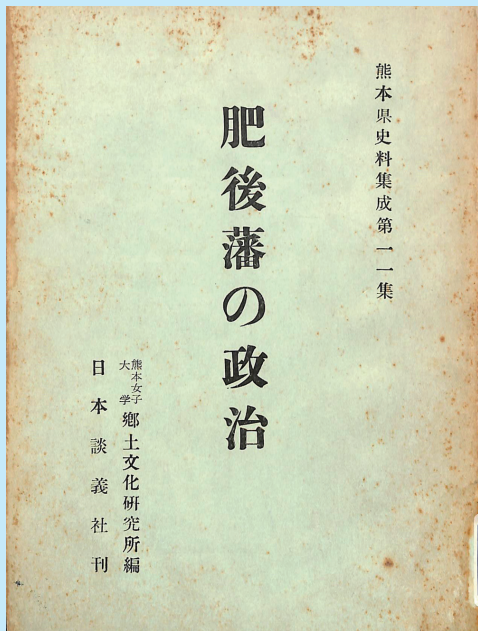 熊本県史料集成第一一集
肥後藩の政治
熊本女子大学郷土文化研究所編
日本談義社刊